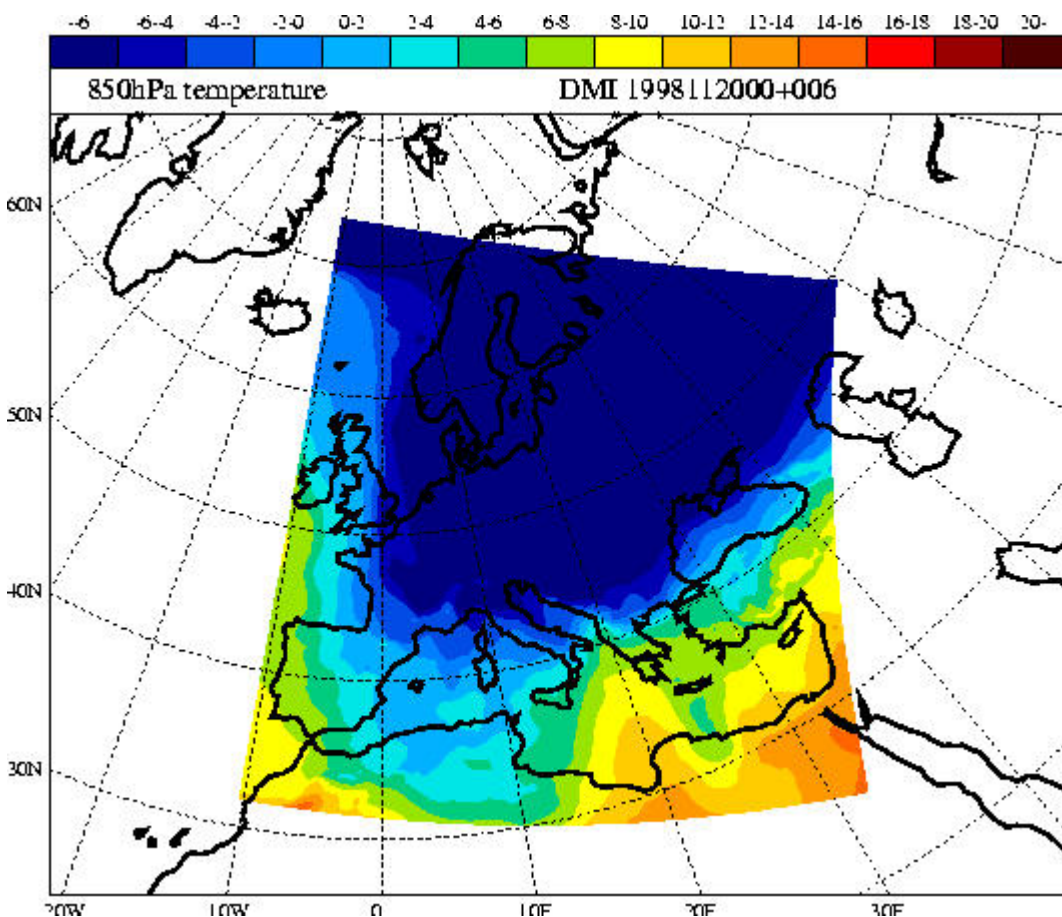 --6 -6--4 -4--2 -2-0 0-2 2-4 4-6 6-8 8-10 10-12 12-14 14-16 16-18 18-20 20-
850hPa temperature DMI 1998112000+006
60N
50N
40N
30N
20W 10W 0 10E 20E 30E